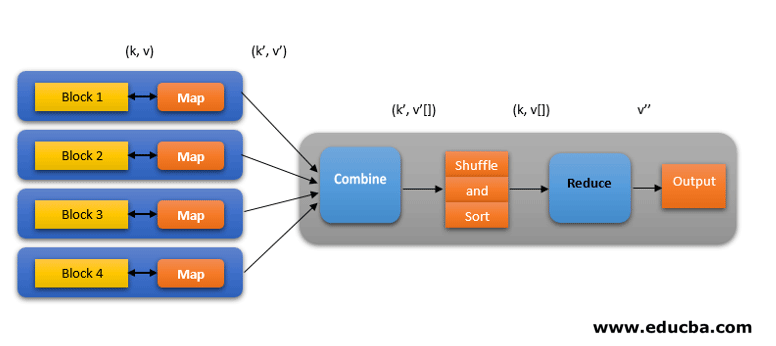 (k, v)
(k’, v’)
Block 1
Map
Block 2
Map
Block 3
Map
Block 4
Map
(k’, v’[])
(k, v[])
v’’
Combine
Shuffle
and
Sort
Reduce
Output
www.educba.com